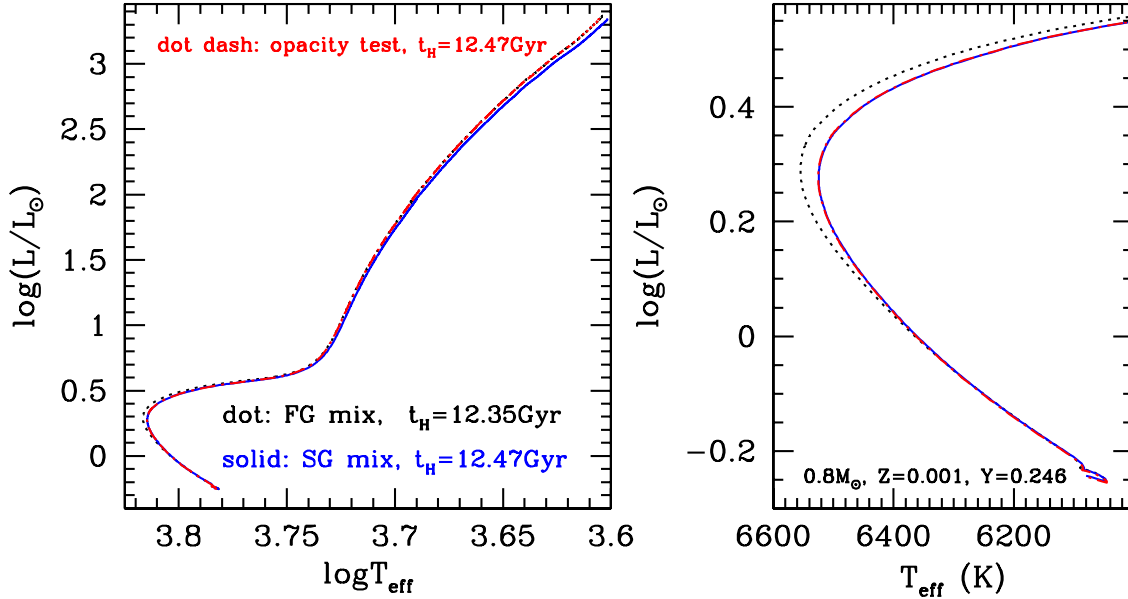 dot dash: opacity test, t_H=12.47Gyr
3
2.5
2
1.5
1
0.5
0
log(L/L⊙)
dot: FG mix, t_H=12.35Gyr
solid: SG mix, t_H=12.47Gyr
3.8 3.75 3.7 3.65 3.6
logT_eff
0.4
0.2
0
−0.2
log(L/L⊙)
0.8M⊙, Z=0.001, Y=0.246
6600 6400 6200
T_eff (K)